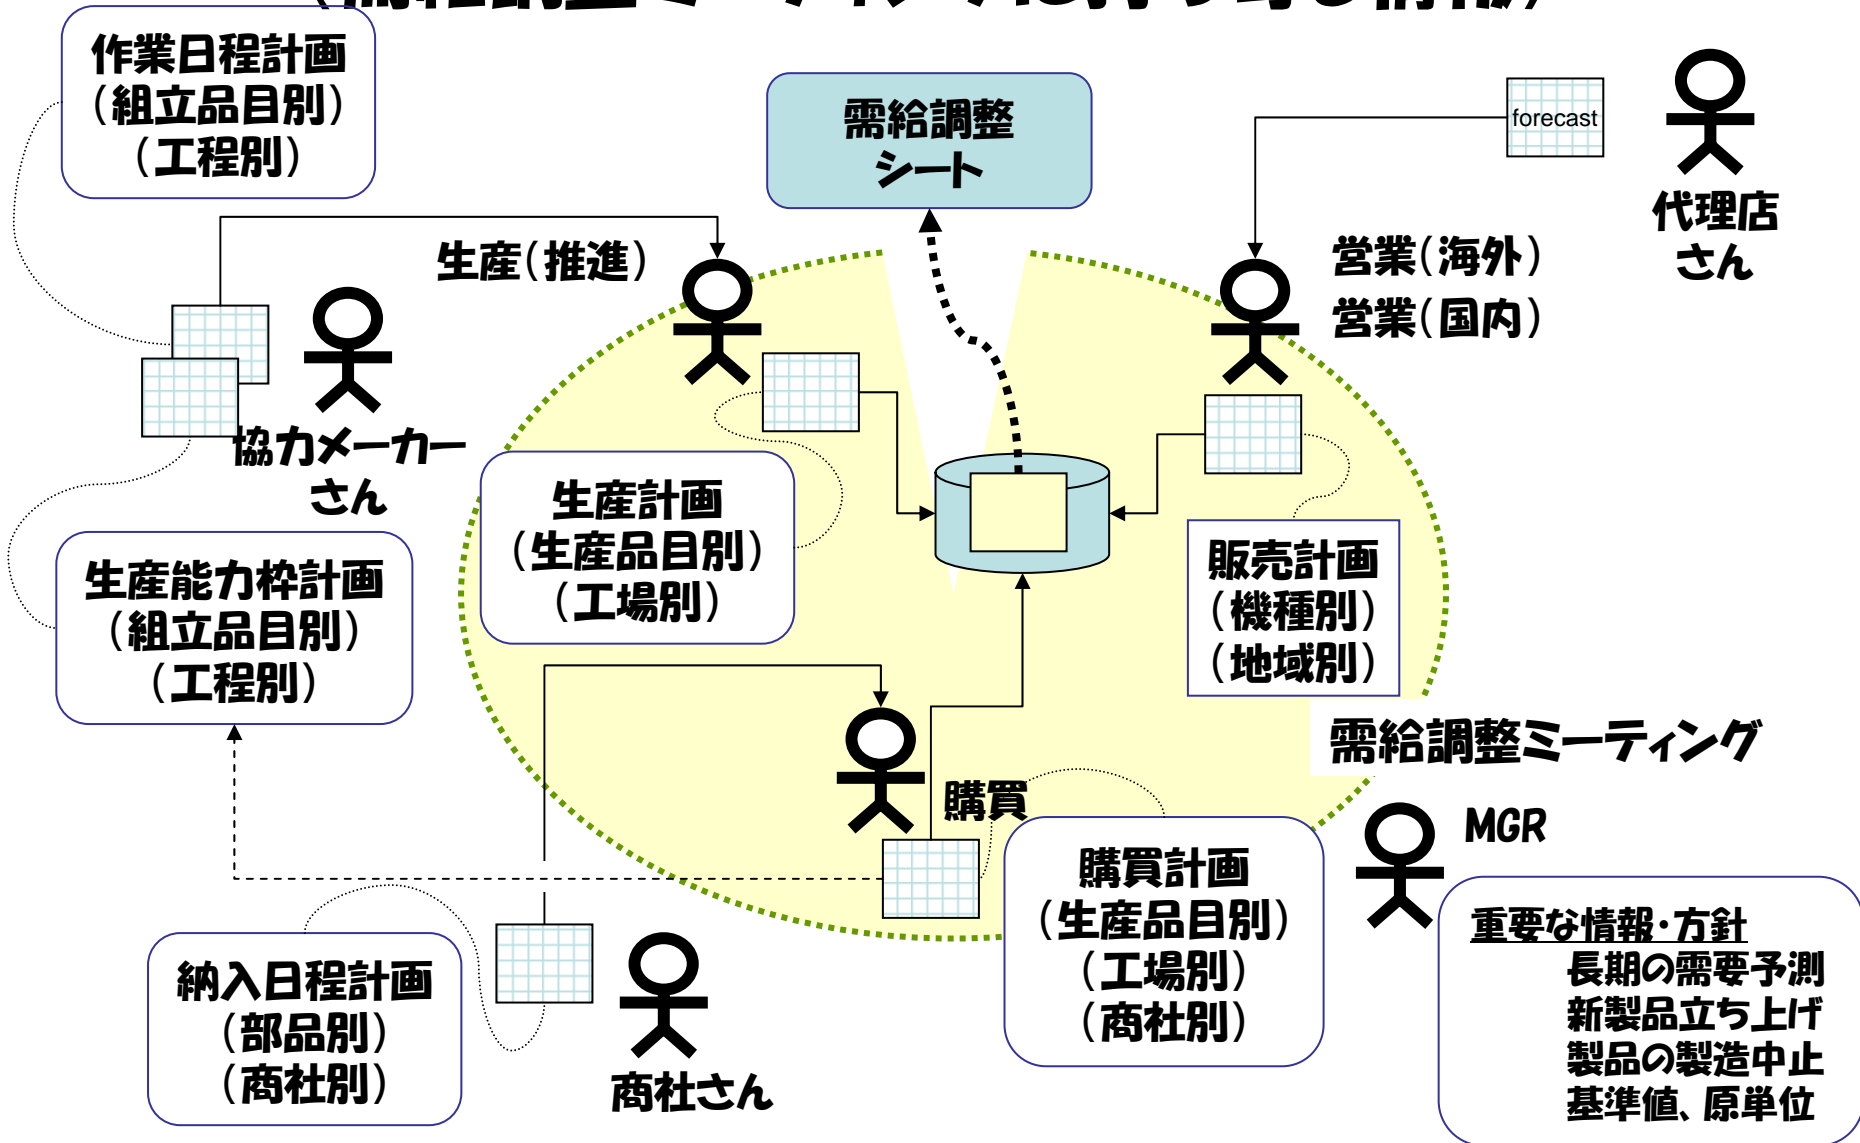 作業日程計画
（組立品目別）
（工程別）
需給調整
シート
forecast
代理店
さん
生産（推進）
営業（海外）
営業（国内）
協力メーカー
さん
生産計画
（生産品目別）
（工場別）
販売計画
（機種別）
（地域別）
生産能力枠計画
（組立品目別）
（工程別）
需給調整ミーティング
購買
MGR
購買計画
（生産品目別）
（工場別）
（商社別）
重要な情報・方針
長期の需要予測
新製品立ち上げ
製品の製造中止
基準値、原単位
納入日程計画
（部品別）
（商社別）
商社さん